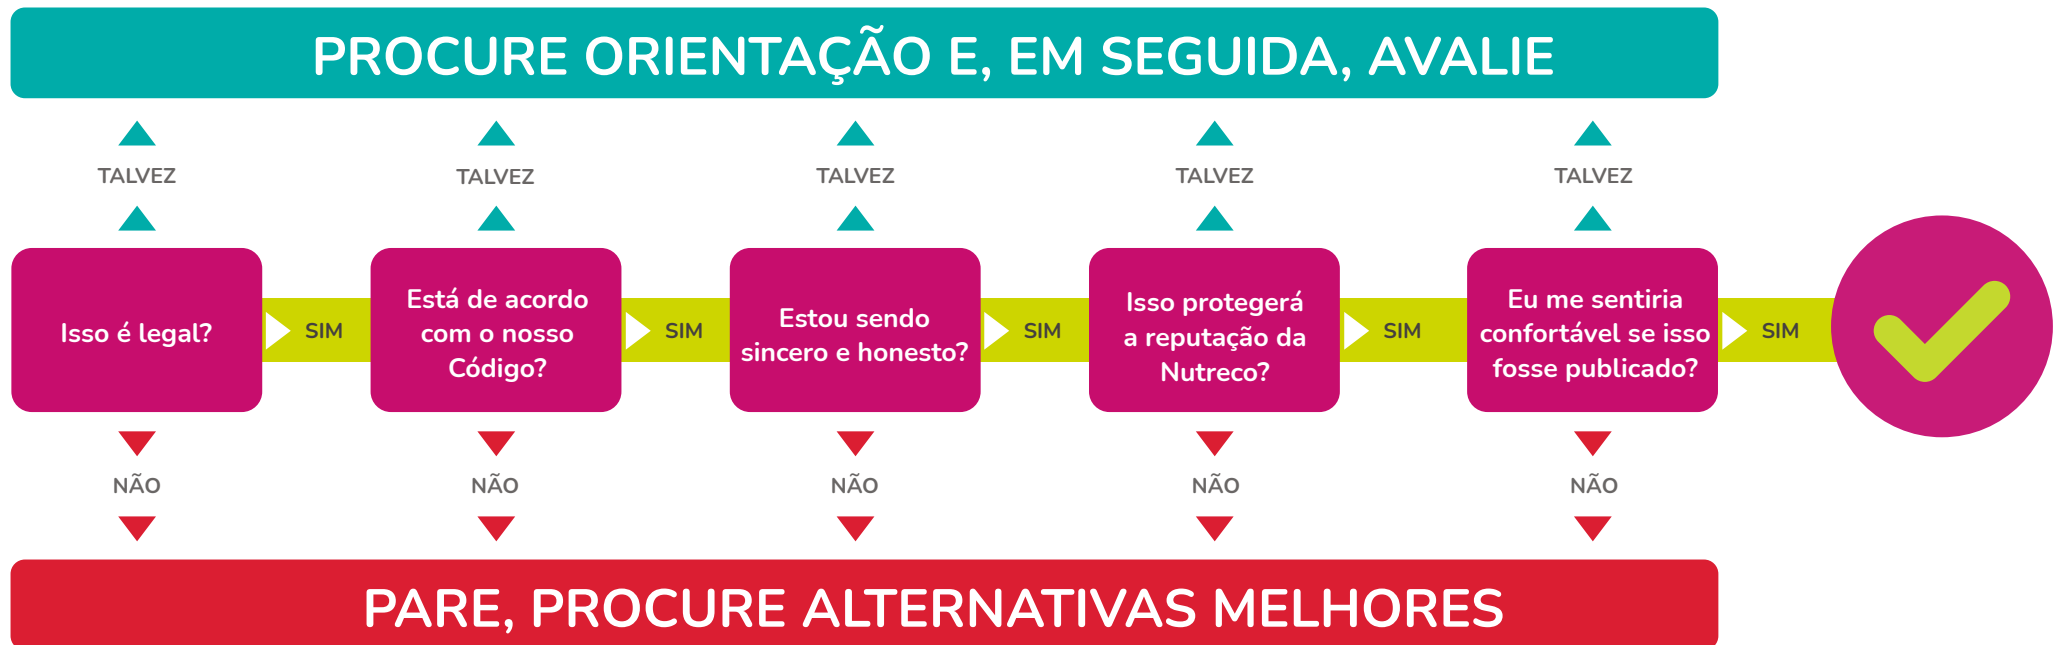 PROCURE ORIENTAÇÃO E, EM SEGUIDA, AVALIE
TALVEZ
TALVEZ
TALVEZ
TALVEZ
TALVEZ
Isso é legal?
SIM
Está de acordo
com o nosso
Código?
SIM
Estou sendo
sincero e honesto?
SIM
Isso protegerá
a reputação da
Nutreco?
SIM
Eu me sentiria
confortável se isso
fosse publicado?
SIM
NÃO
NÃO
NÃO
NÃO
NÃO
PARE, PROCURE ALTERNATIVAS MELHORES